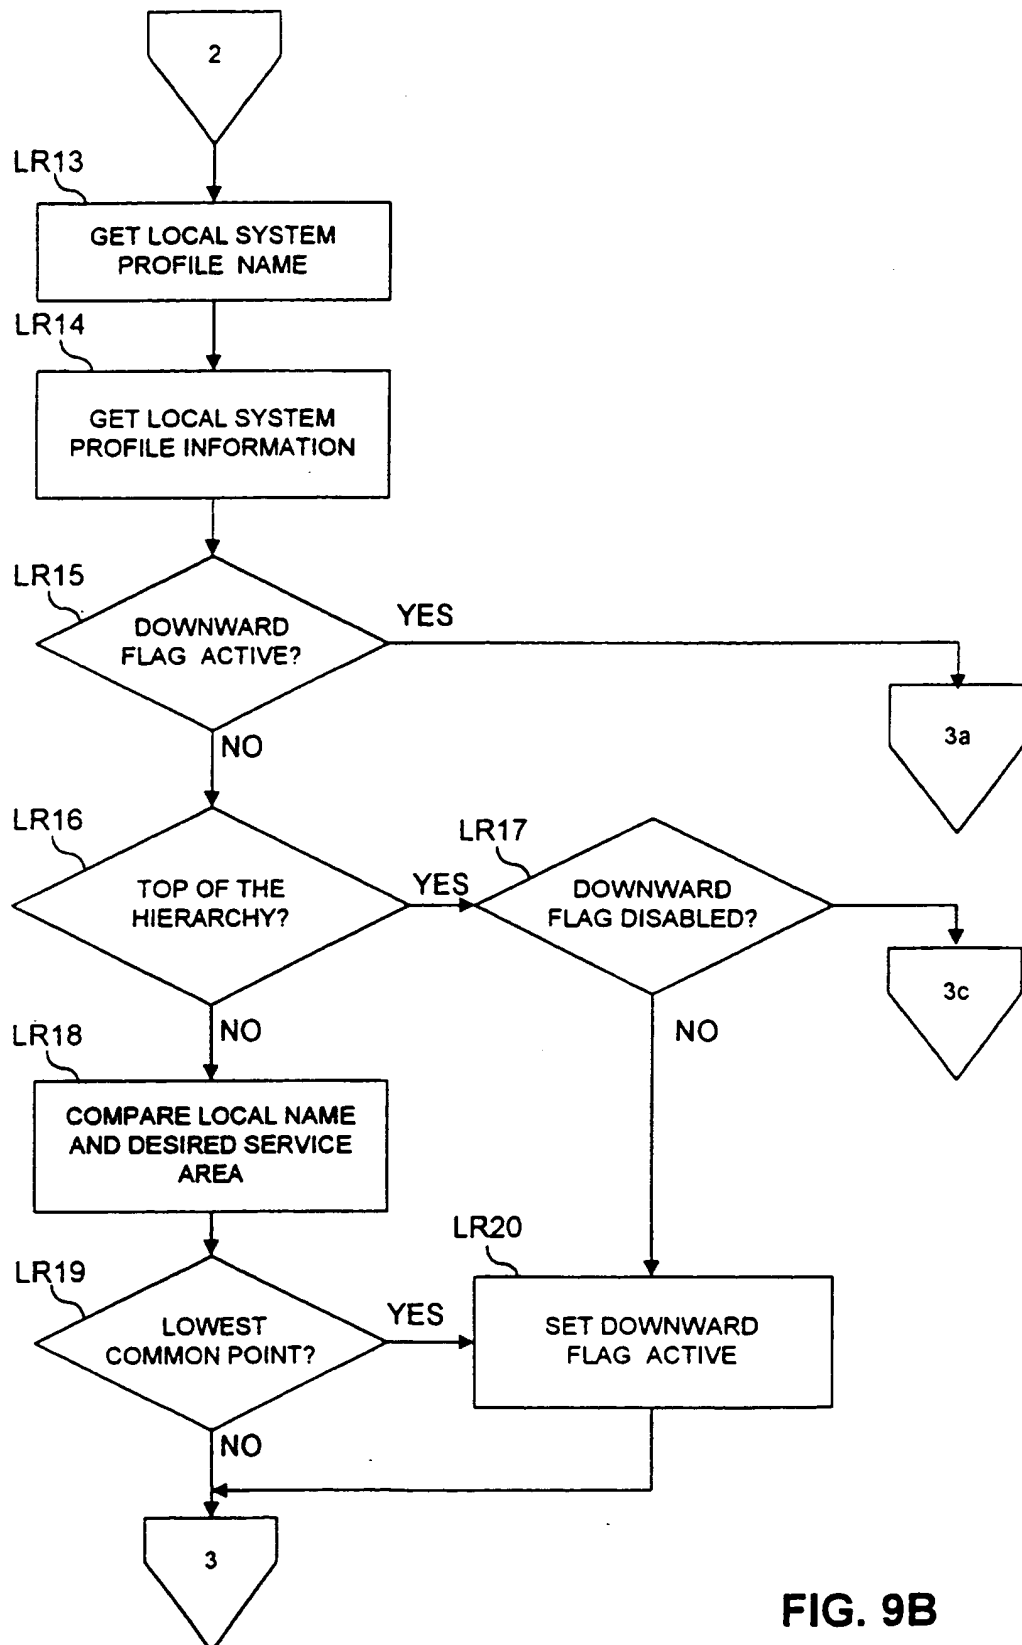 2
LR13
GET LOCAL SYSTEM
PROFILE NAME
LR14
GET LOCAL SYSTEM
PROFILE INFORMATION
LR15
DOWNWARD
FLAG ACTIVE?
YES
3a
NO
LR16
TOP OF THE
HIERARCHY?
YES
LR17
DOWNWARD
FLAG DISABLED?
3c
NO
NO
LR18
COMPARE LOCAL NAME
AND DESIRED SERVICE
AREA
LR19
LOWEST
COMMON POINT?
YES
LR20
SET DOWNWARD
FLAG ACTIVE
NO
3
FIG. 9B